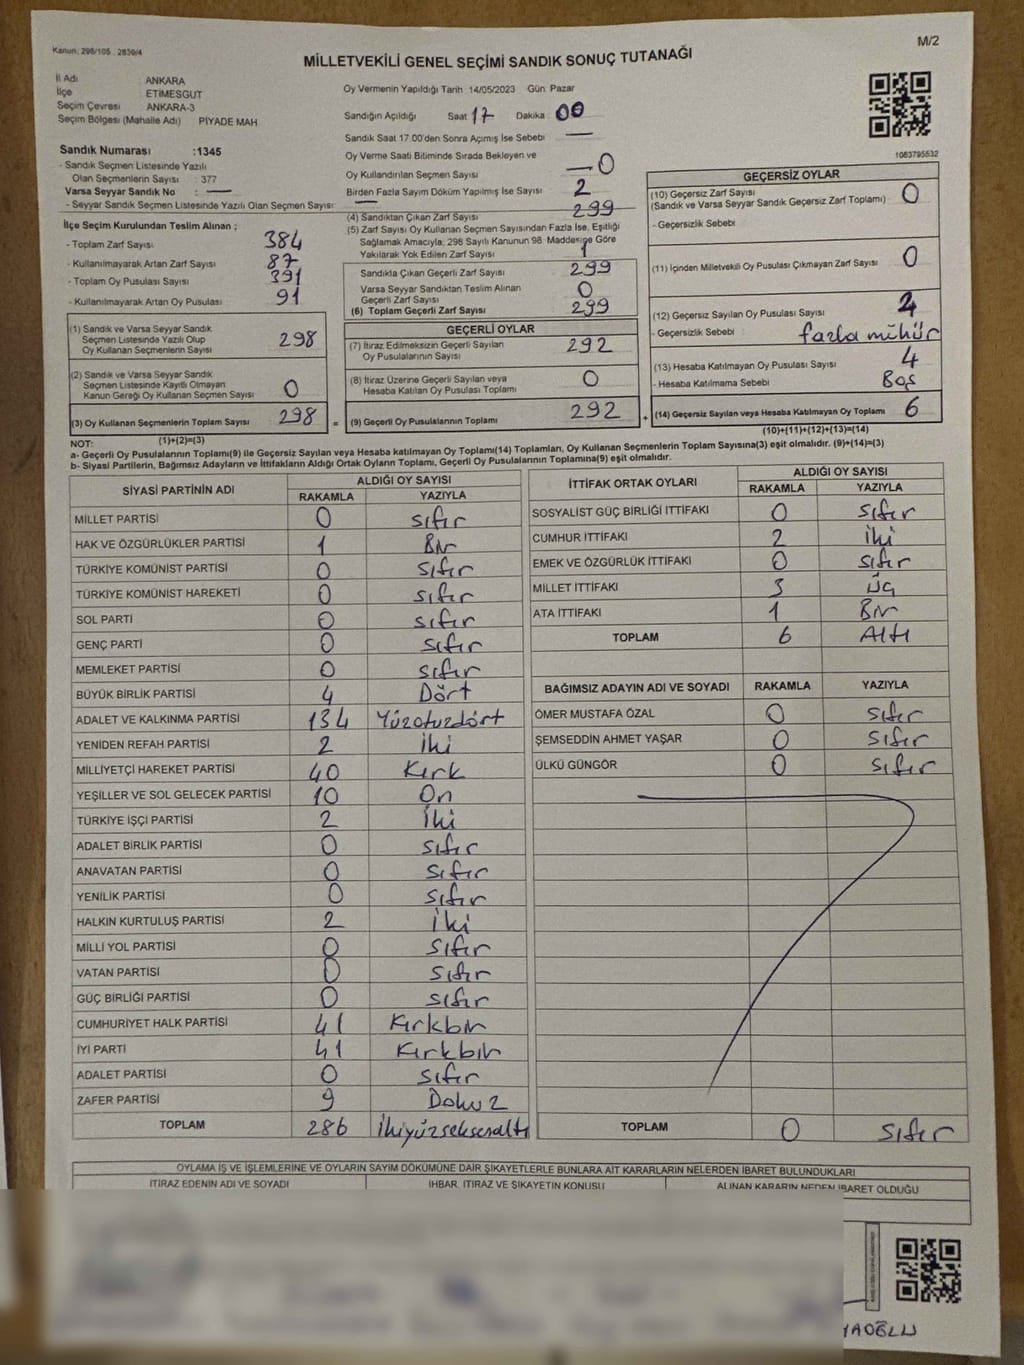 Kanun: 298/105 . 2839/4
M/2
MİLLETVEKİLİ GENEL SEÇİMİ SANDIK SONUÇ TUTANAĞI
İl Adı : ANKARA
İlçe : ETİMESGUT
Seçim Çevresi : ANKARA-3
Seçim Bölgesi (Mahalle Adı) : PİYADE MAH.
Sandık Numarası :1345
- Sandık Seçmen Listesinde Yazılı
Olan Seçmenlerin Sayısı : 377
Varsa Seyyar Sandık No : —
- Seyyar Sandık Seçmen Listesinde Yazılı Olan Seçmen Sayısı: —
Oy Vermenin Yapıldığı Tarih :14/05/2023 Gün: Pazar
Sandığın Açıldığı Saat : 17 Dakika : 00
Sandık Saat 17.00'den Sonra Açımış İse Sebebi : —
Oy Verme Saati Bitiminde Sırada Bekleyen ve
Oy Kullandırılan Seçmen Sayısı : —0
Birden Fazla Sayım Döküm Yapılmış İse Sayısı : 2
1063795532
İlçe Seçim Kurulundan Teslim Alınan ;
- Toplam Zarf Sayısı : 384
- Kullanılmayarak Artan Zarf Sayısı : 87
- Toplam Oy Pusulası Sayısı : 391
- Kullanılmayarak Artan Oy Pusulası : 91
(1) Sandık ve Varsa Seyyar Sandık
Seçmen Listesinde Yazılı Olup
Oy Kullanan Seçmenlerin Sayısı : 298
(2) Sandık ve Varsa Seyyar Sandık
Seçmen Listesinde Kayıtlı Olmayan
Kanun Gereği Oy Kullanan Seçmen Sayısı : 0
(3) Oy Kullanan Seçmenlerin Toplam Sayısı : 298
(1)+(2)=(3)
(4) Sandıktan Çıkan Zarf Sayısı : 299
(5) Zarf Sayısı Oy Kullanan Seçmen Sayısından Fazla İse, Eşitliği
Sağlamak Amacıyla; 298 Sayılı Kanunun 98. Maddesine Göre
Yakılarak Yok Edilen Zarf Sayısı : 1
Sandıkla Çıkan Geçerli Zarf Sayısı : 299
Varsa Seyyar Sandıktan Teslim Alınan
Geçerli Zarf Sayısı : 0
(6) Toplam Geçerli Zarf Sayısı : 299
GEÇERLİ OYLAR
(7) İtiraz Edilmeksizin Geçerli Sayılan
Oy Pusulalarının Sayısı : 292
(8) İtiraz Üzerine Geçerli Sayılan veya
Hesaba Katılan Oy Pusulası Toplamı : 0
= (9) Geçerli Oy Pusulalarının Toplamı : 292 +
GEÇERSİZ OYLAR
(10) Geçersiz Zarf Sayısı : 0
(Sandık ve Varsa Seyyar Sandık Geçersiz Zarf Toplamı)
- Geçersizlik Sebebi :
(11) İçinden Milletvekili Oy Pusulası Çıkmayan Zarf Sayısı : 0
(12) Geçersiz Sayılan Oy Pusulası Sayısı :
- Geçersizlik Sebebi : fazla mühür
(13) Hesaba Katılmayan Oy Pusulası Sayısı : 4
- Hesaba Katılmama Sebebi : Boş
(14) Geçersiz Sayılan veya Hesaba Katılmayan Oy Toplamı : 6
(10)+(11)+(12)+(13)=(14)
NOT:
a- Geçerli Oy Pusulalarının Toplamı(9) ile Geçersiz Sayılan veya Hesaba katılmayan Oy Toplamı(14) Toplamları, Oy Kullanan Seçmenlerin Toplam Sayısına(3) eşit olmalıdır. (9)+(14)=(3)
b- Siyasi Partilerin, Bağımsız Adayların ve İttifakların Aldığı Ortak Oyların Toplamı, Geçerli Oy Pusulalarının Toplamına(9) eşit olmalıdır.
SİYASİ PARTİNİN ADI ALDIĞI OY SAYISI
RAKAMLA YAZIYLA
MİLLET PARTİSİ 0 sıfır
HAK VE ÖZGÜRLÜKLER PARTİSİ 1 Bir
TÜRKİYE KOMÜNİST PARTİSİ 0 sıfır
TÜRKİYE KOMÜNİST HAREKETİ 0 sıfır
SOL PARTİ 0 sıfır
GENÇ PARTİ 0 sıfır
MEMLEKET PARTİSİ 0 sıfır
BÜYÜK BİRLİK PARTİSİ 4 Dört
ADALET VE KALKINMA PARTİSİ 134 Yüzotuzdört
YENİDEN REFAH PARTİSİ 2 İki
MİLLİYETÇİ HAREKET PARTİSİ 40 Kırk
YEŞİLLER VE SOL GELECEK PARTİSİ 10 On
TÜRKİYE İŞÇİ PARTİSİ 2 İki
ADALET BİRLİK PARTİSİ 0 sıfır
ANAVATAN PARTİSİ 0 sıfır
YENİLİK PARTİSİ 0 sıfır
HALKIN KURTULUŞ PARTİSİ 2 İki
MİLLİ YOL PARTİSİ 0 sıfır
VATAN PARTİSİ 0 sıfır
GÜÇ BİRLİĞİ PARTİSİ 0 sıfır
CUMHURİYET HALK PARTİSİ 41 Kırkbir
İYİ PARTİ 41 Kırkbir
ADALET PARTİSİ 0 sıfır
ZAFER PARTİSİ 9 Dokuz
TOPLAM 286 İkiyüzseksenaltı
İTTİFAK ORTAK OYLARI ALDIĞI OY SAYISI
RAKAMLA YAZIYLA
SOSYALİST GÜÇ BİRLİĞİ İTTİFAKI 0 sıfır
CUMHUR İTTİFAKI 2 İki
EMEK VE ÖZGÜRLÜK İTTİFAKI 0 sıfır
MİLLET İTTİFAKI 3 Üç
ATA İTTİFAKI 1 Bir
TOPLAM 6 Altı
BAĞIMSIZ ADAYIN ADI VE SOYADI RAKAMLA YAZIYLA
ÖMER MUSTAFA ÖZAL 0 sıfır
ŞEMSEDDİN AHMET YAŞAR 0 sıfır
ÜLKÜ GÜNGÖR 0 sıfır
TOPLAM 0 sıfır
OYLAMA İŞ VE İŞLEMLERİNE VE OYLARIN SAYIM DÖKÜMÜNE DAİR ŞİKAYETLERLE BUNLARA AİT KARARLARIN NELERDEN İBARET BULUNDUKLARI
İTİRAZ EDENİN ADI VE SOYADI İHBAR, İTİRAZ VE ŞİKAYETİN KONUSU ALINAN KARARIN NEDEN İBARET OLDUĞU